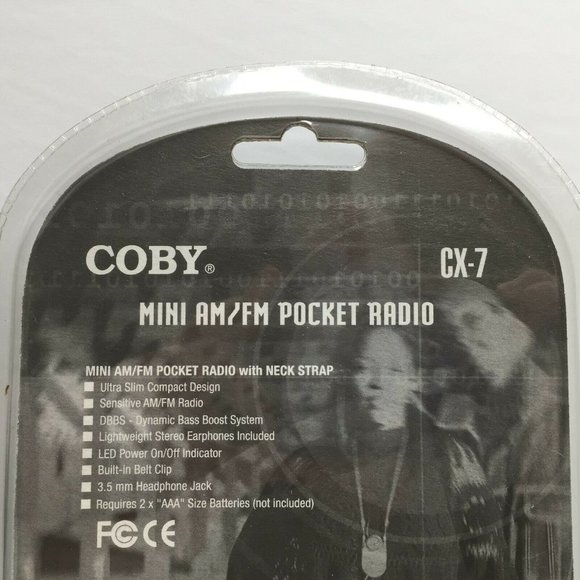 COBY® CX-7
MINI AM/FM POCKET RADIO
MINI AM/FM POCKET RADIO with NECK STRAP
Ultra Slim Compact Design
Sensitive AM/FM Radio
DBBS - Dynamic Bass Boost System
Lightweight Stereo Earphones Included
LED Power On/Off Indicator
Built-In Belt Clip
3.5 mm Headphone Jack
Requires 2 x "AAA" Size Batteries (not included)
FC CE